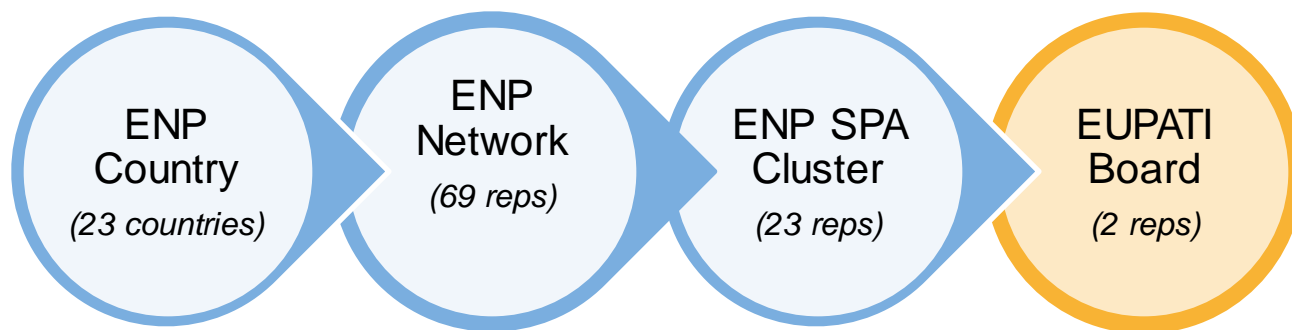 ENP
Country
(23 countries)
ENP
Network
(69 reps)
ENP SPA
Cluster
(23 reps)
EUPATI
Board
(2 reps)